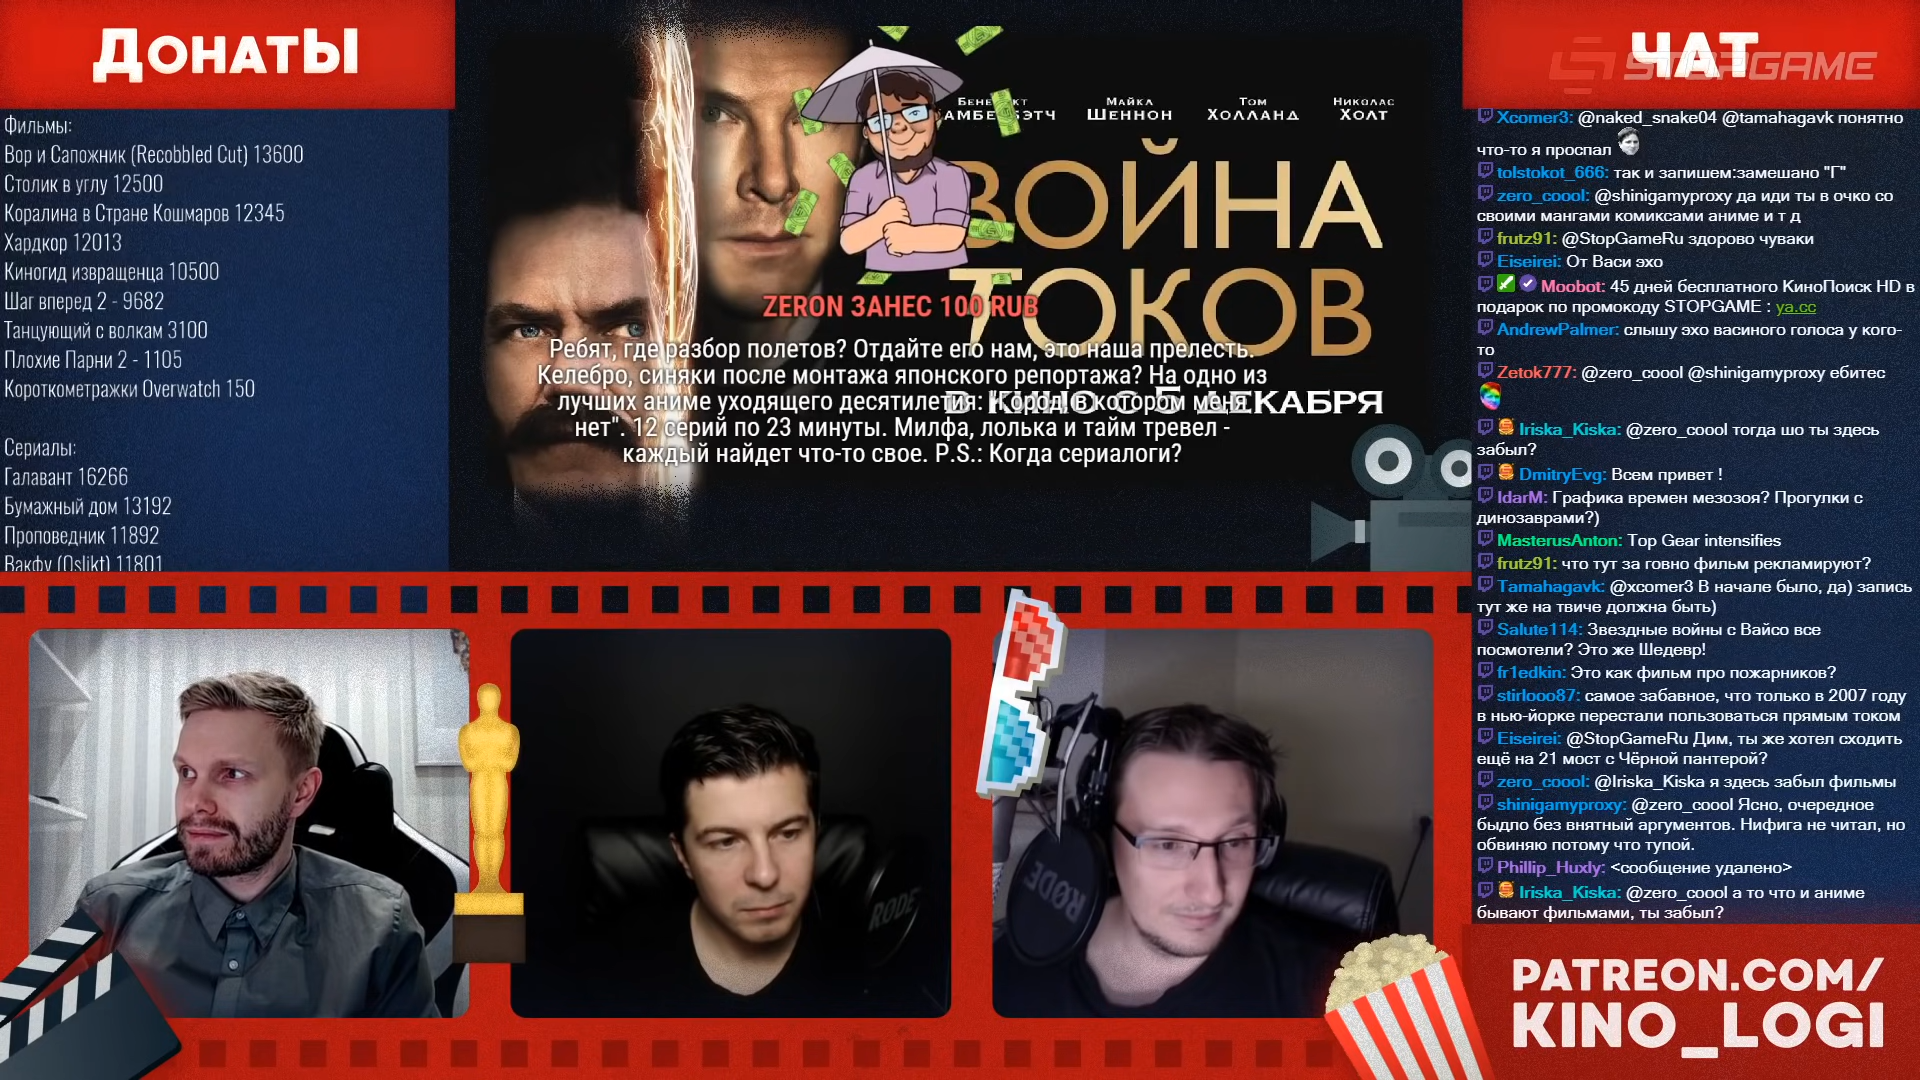 ДОНАТЫ
Фильмы:
Вор и Сапожник (Recobbled Cut) 13600
Столик в углу 12500
Коралина в Стране Кошмаров 12345
Хардкор 12013
Киногид извращенца 10500
Шаг вперед 2 - 9682
Танцующий с волкам 3100
Плохие Парни 2 - 1105
Короткометражки Overwatch 150
Сериалы:
Галавант 16266
Бумажный дом 13192
Проповедник 11892
Вакфу (Oslikt) 11801
МАЙКЛ
ШЕННОН
ТОМ
ХОЛЛАНД
НИКОЛАС
ХОЛТ
ВОЙНА
ТОКОВ
ZERON ЗАНЕС 100 RUB
Ребят, где разбор полетов? Отдайте его нам, это наша прелесть.
Келебро, синяки после монтажа японского репортажа? На одно из
лучших аниме уходящего десятилетия: "Город, в котором меня
нет". 12 серий по 23 минуты. Милфа, лолька и тайм тревел -
каждый найдет что-то свое. P.S.: Когда сериалоги?
В КИНО С 5 ДЕКАБРЯ
RØDE
RØDE
ЧАТ
STOPGAME
Xcomer3: @naked_snake04 @tamahagavk понятно
что-то я проспал
tolstokot_666: так и запишем:замешано "Г"
zero_coool: @shinigamyproxy да иди ты в очко со
своими мангами комиксами аниме и т д
frutz91: @StopGameRu здорово чуваки
Eiseirei: От Васи эхо
Moobot: 45 дней бесплатного КиноПоиск HD в
подарок по промокоду STOPGAME : ya.cc
AndrewPalmer: слышу эхо васиного голоса у кого-
то
Zetok777: @zero_coool @shinigamyproxy ебитес
Iriska_Kiska: @zero_coool тогда шо ты здесь
забыл?
DmitryEvg: Всем привет !
IdarM: Графика времен мезозоя? Прогулки с
динозаврами?)
MasterusAnton: Top Gear intensifies
frutz91: что тут за говно фильм рекламируют?
Tamahagavk: @xcomer3 В начале было, да) запись
тут же на твиче должна быть)
Salute114: Звездные войны с Вайсо все
посмотели? Это же Шедевр!
fr1edkin: Это как фильм про пожарников?
stirlooo87: самое забавное, что только в 2007 году
в нью-йорке перестали пользоваться прямым током
Eiseirei: @StopGameRu Дим, ты же хотел сходить
ещё на 21 мост с Чёрной пантерой?
zero_coool: @Iriska_Kiska я здесь забыл фильмы
shinigamyproxy: @zero_coool Ясно, очередное
быдло без внятный аргументов. Нифига не читал, но
обвиняю потому что тупой.
Phillip_Huxly: <сообщение удалено>
Iriska_Kiska: @zero_coool а то что и аниме
бывают фильмами, ты забыл?
PATREON.COM/
KINO_LOGI